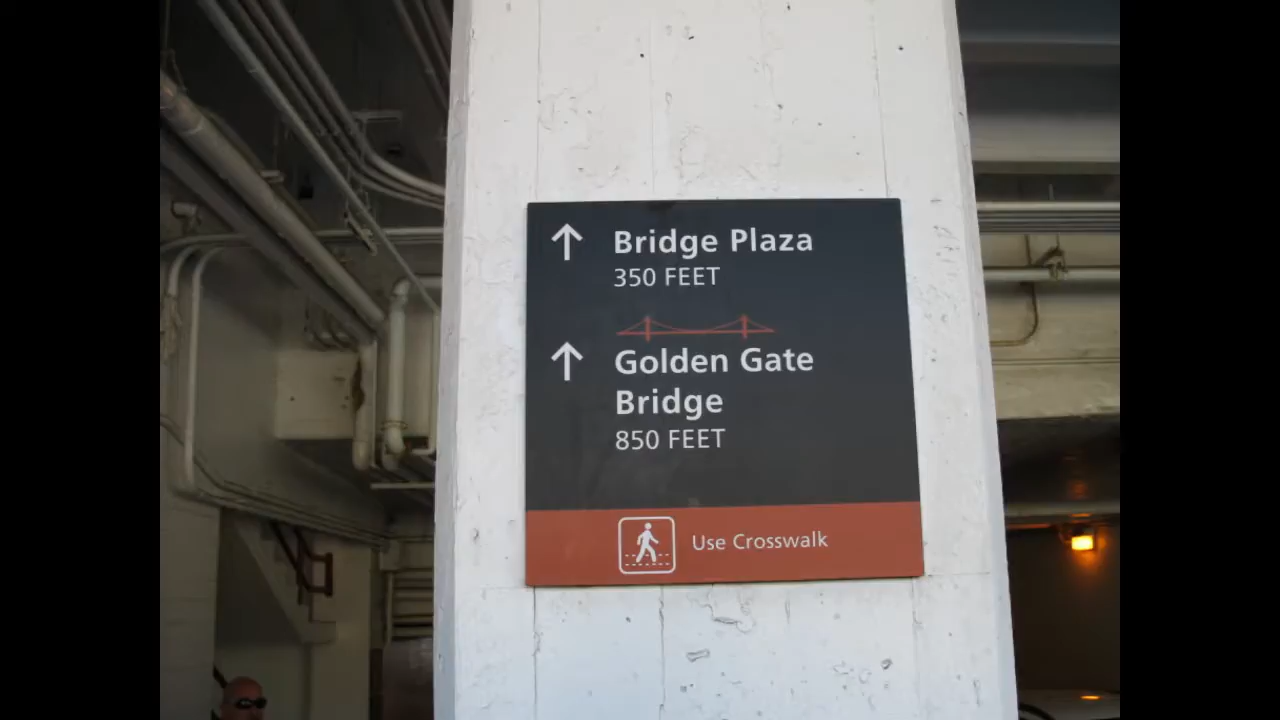 Bridge Plaza
350 FEET
Golden Gate
Bridge
850 FEET
Use Crosswalk